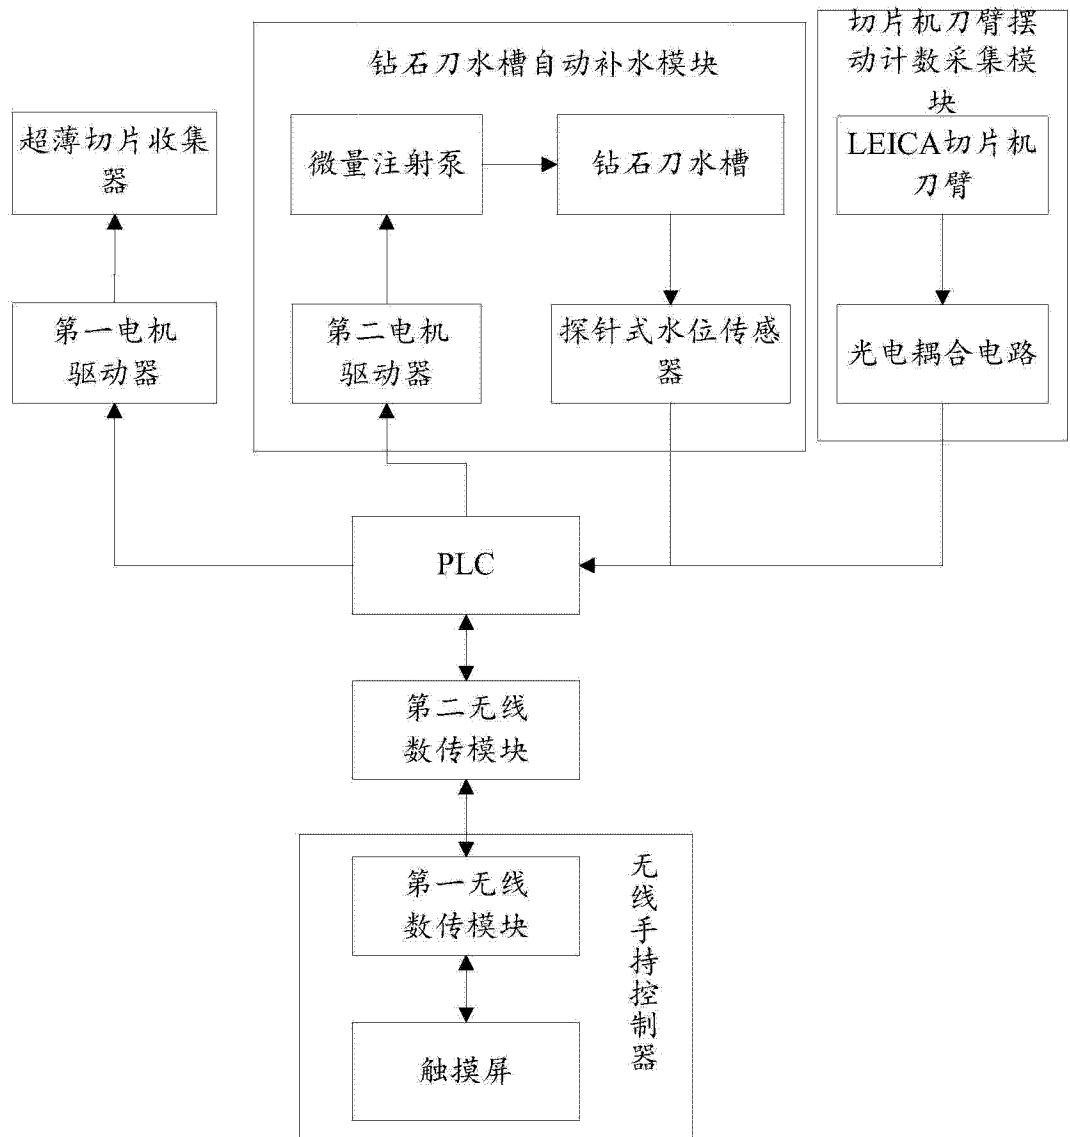 钻石刀水槽自动补水模块
切片机刀臂摆
动计数采集模
块
超薄切片收集
器
微量注射泵
钻石刀水槽
LEICA切片机
刀臂
第一电机
驱动器
第二电机
驱动器
探针式水位传感
器
光电耦合电路
PLC
第二无线
数传模块
第一无线
数传模块
无线手持控制器
触摸屏